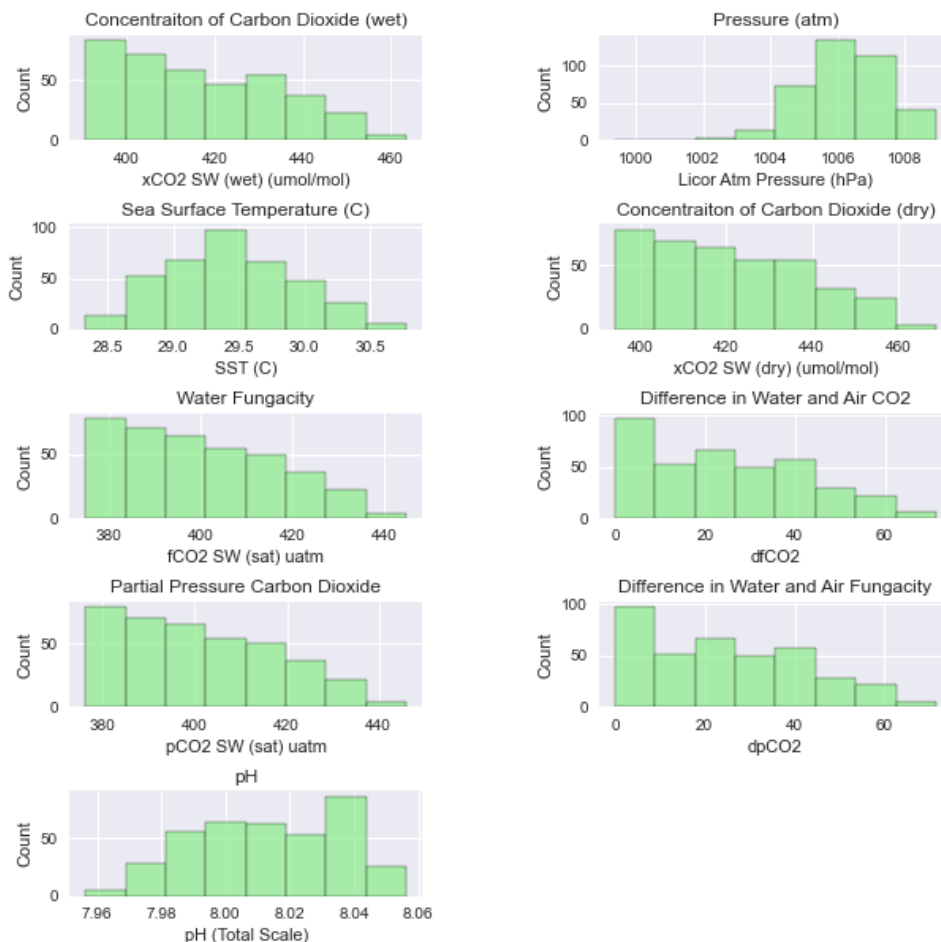 Concentraiton of Carbon Dioxide (wet)
Count
50
0
400 420 440 460
xCO2 SW (wet) (umol/mol)
Pressure (atm)
Count
100
50
0
1000 1002 1004 1006 1008
Licor Atm Pressure (hPa)
Sea Surface Temperature (C)
Count
100
50
0
28.5 29.0 29.5 30.0 30.5
SST (C)
Concentraiton of Carbon Dioxide (dry)
Count
50
0
400 420 440 460
xCO2 SW (dry) (umol/mol)
Water Fungacity
Count
50
0
380 400 420 440
fCO2 SW (sat) uatm
Difference in Water and Air CO2
Count
100
50
0
0 20 40 60
dfCO2
Partial Pressure Carbon Dioxide
Count
50
0
380 400 420 440
pCO2 SW (sat) uatm
Difference in Water and Air Fungacity
Count
100
50
0
0 20 40 60
dpCO2
pH
Count
50
0
7.96 7.98 8.00 8.02 8.04 8.06
pH (Total Scale)